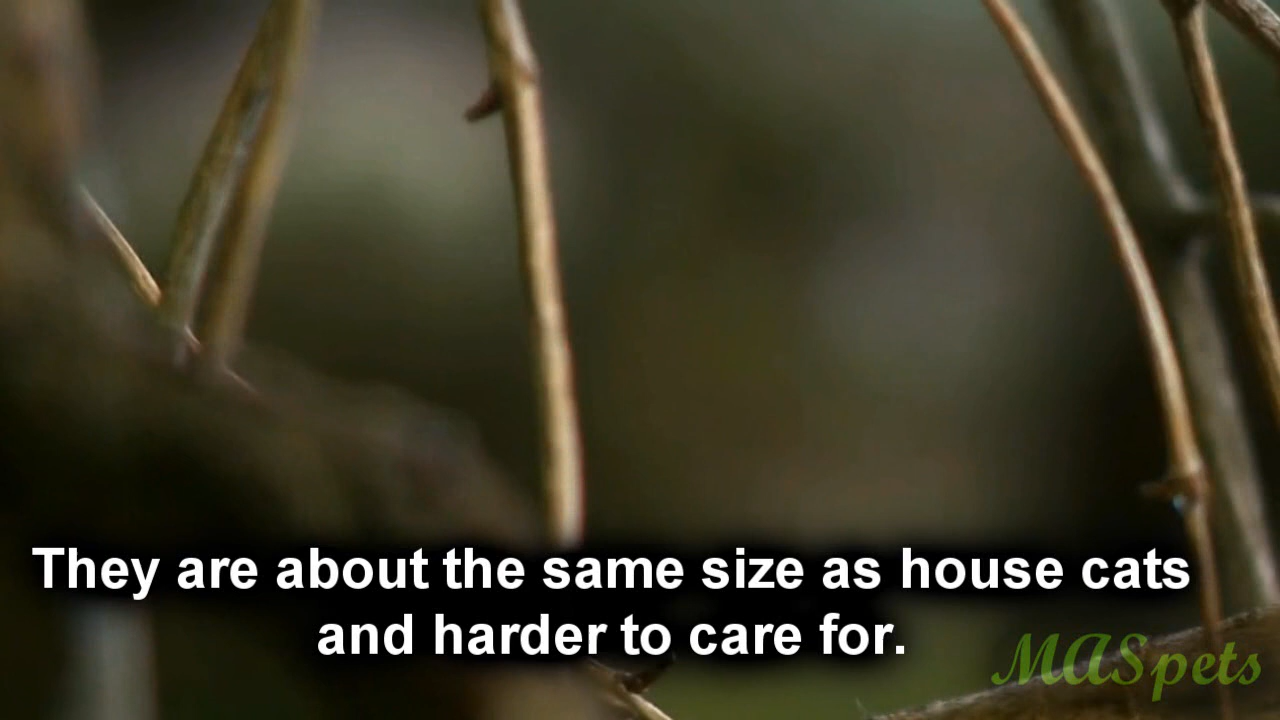 They are about the same size as house cats
and harder to care for.
MASpets